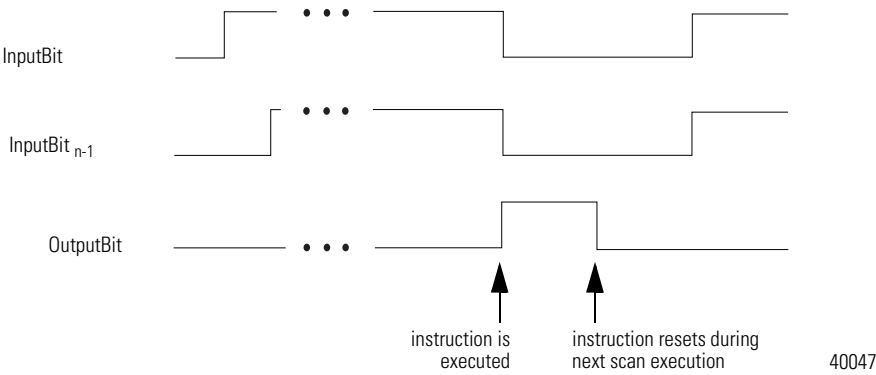 InputBit
InputBit n-1
OutputBit
instruction is
executed
instruction resets during
next scan execution
40047